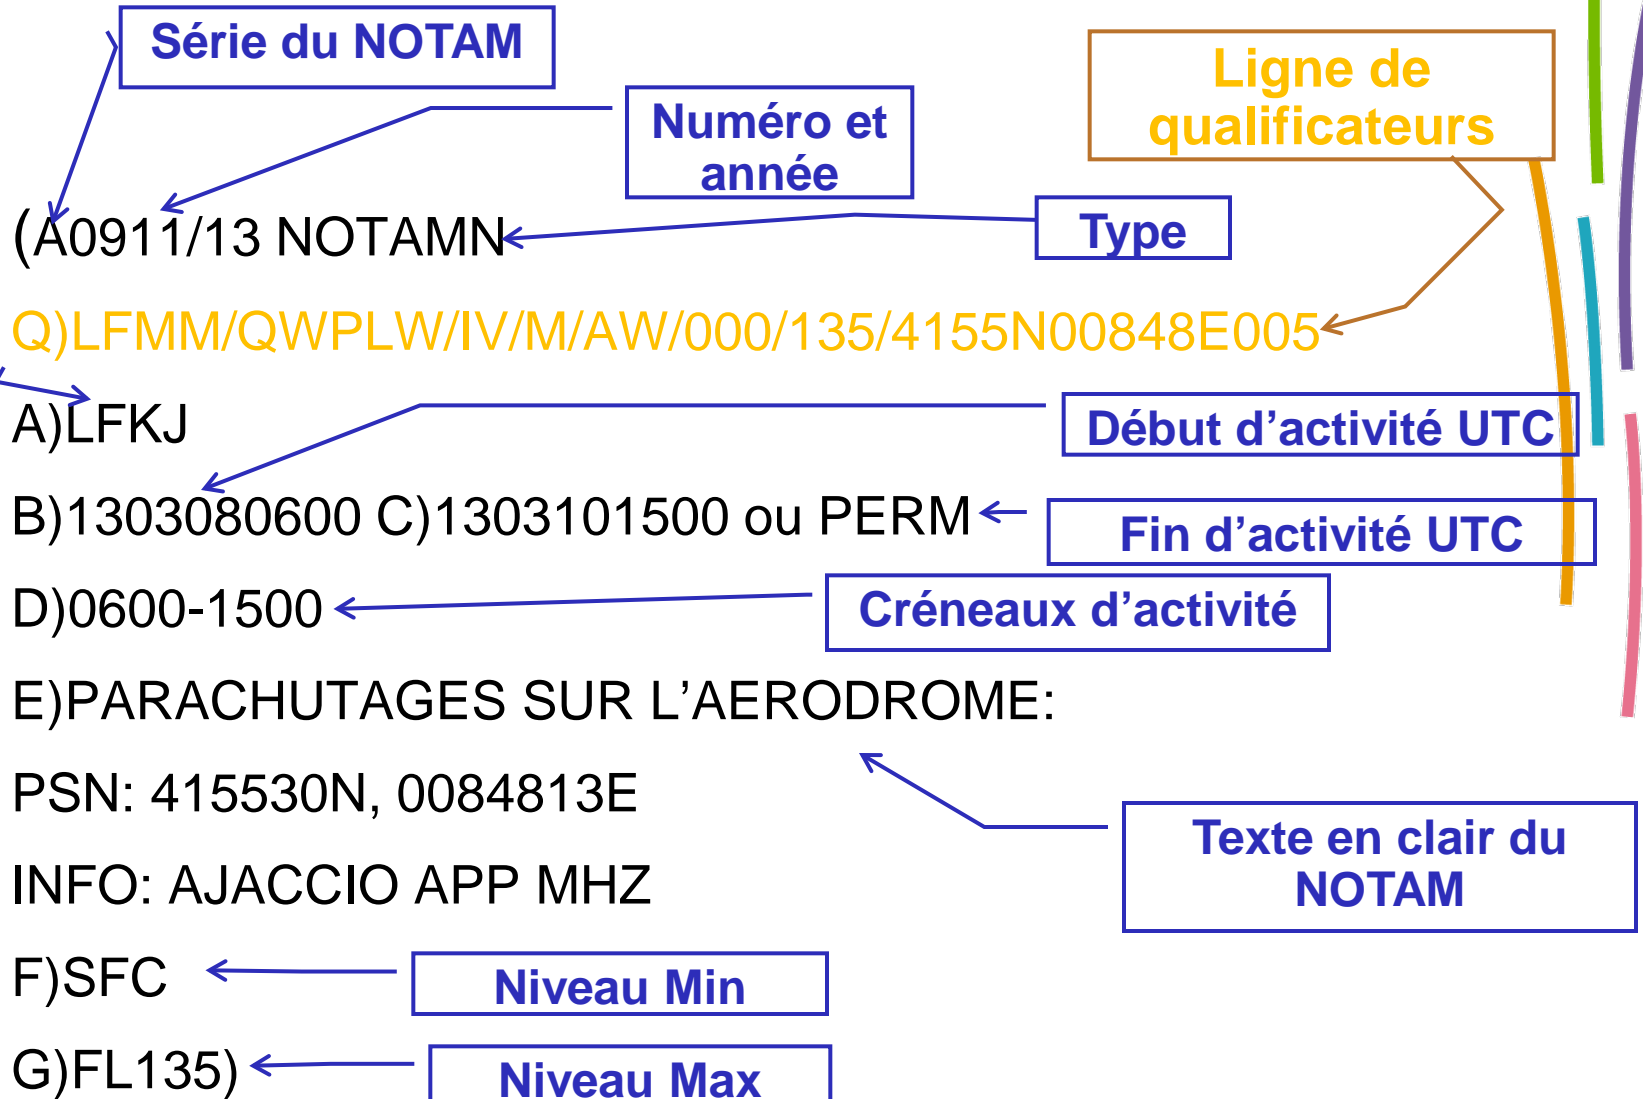 Série du NOTAM
Ligne de
qualificateurs
Numéro et
année
(A0911/13 NOTAMN
Type
Q)LFMM/QWPLW/IV/M/AW/000/135/4155N00848E005
A)LFKJ
Début d’activité UTC
B)1303080600 C)1303101500 ou PERM
Fin d’activité UTC
D)0600-1500
Créneaux d’activité
E)PARACHUTAGES SUR L’AERODROME:
PSN: 415530N, 0084813E
Texte en clair du
NOTAM
INFO: AJACCIO APP MHZ
F)SFC
Niveau Min
G)FL135)
Niveau Max